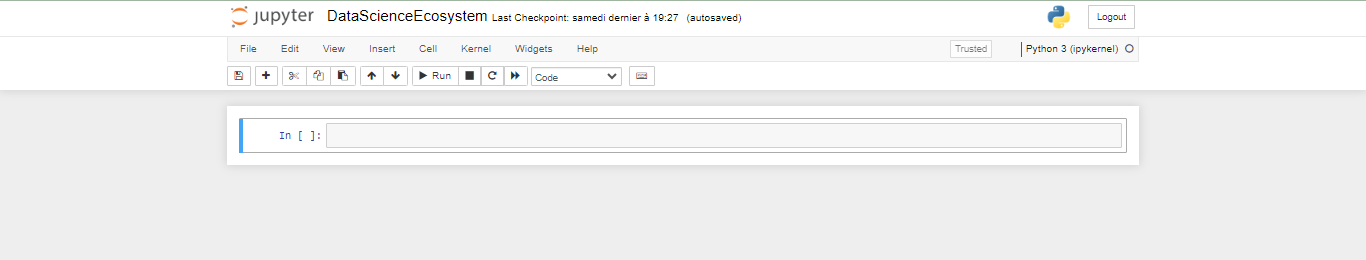 jupyter DataScienceEcosystem Last Checkpoint: samedi dernier à 19:27 (autosaved) Logout
File Edit View Insert Cell Kernel Widgets Help Trusted Python 3 (ipykernel)
Run Code
In [ ]: